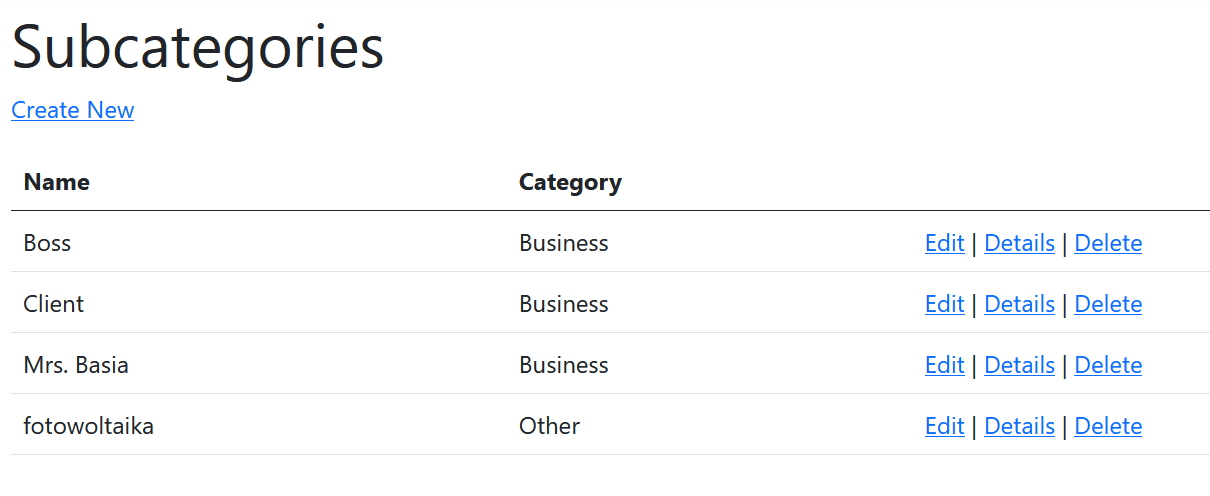 Subcategories
Create New
Name Category
Boss Business Edit | Details | Delete
Client Business Edit | Details | Delete
Mrs. Basia Business Edit | Details | Delete
fotowoltaika Other Edit | Details | Delete